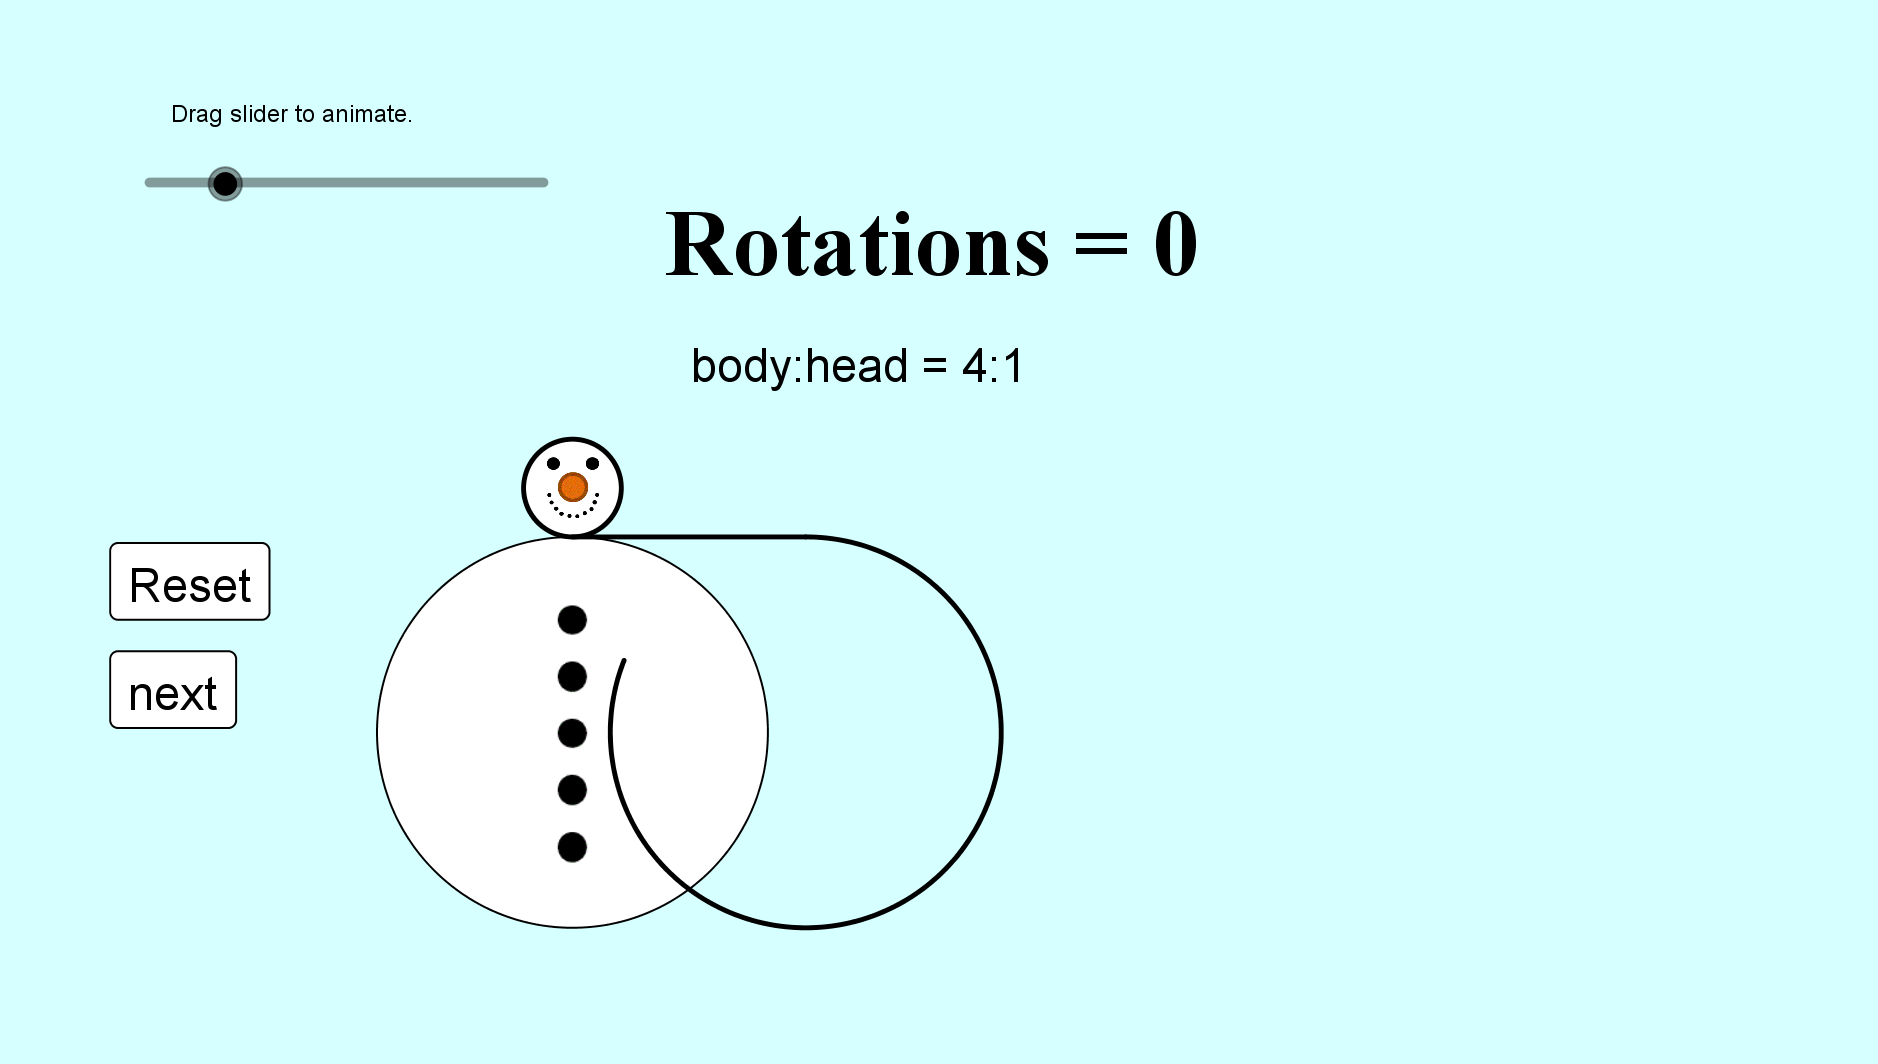 Drag slider to animate.
Rotations = 0
body:head = 4:1
Reset
next